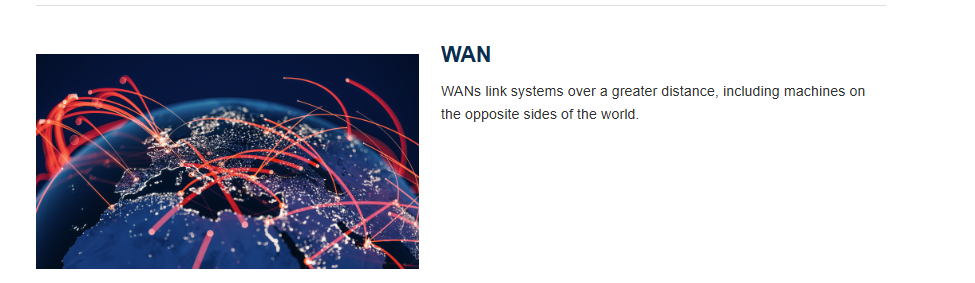 WAN
WANs link systems over a greater distance, including machines on
the opposite sides of the world.